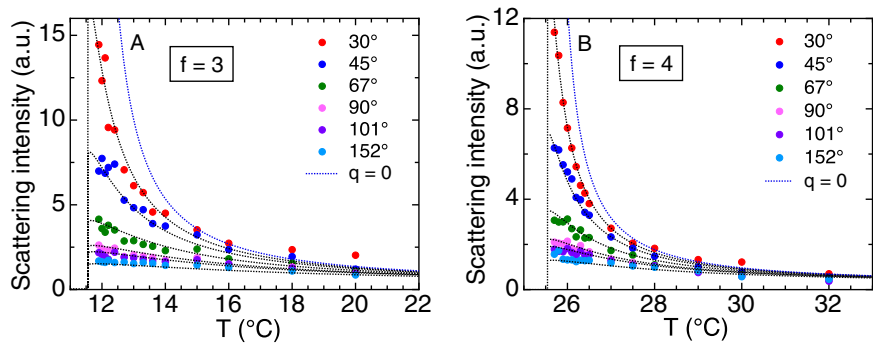 A
f = 3
30°
45°
67°
90°
101°
152°
q = 0
Scattering intensity (a.u.)
15
10
5
0
12 14 16 18 20 22
T (°C)
B
f = 4
30°
45°
67°
90°
101°
152°
q = 0
Scattering intensity (a.u.)
12
8
4
0
26 28 30 32
T (°C)